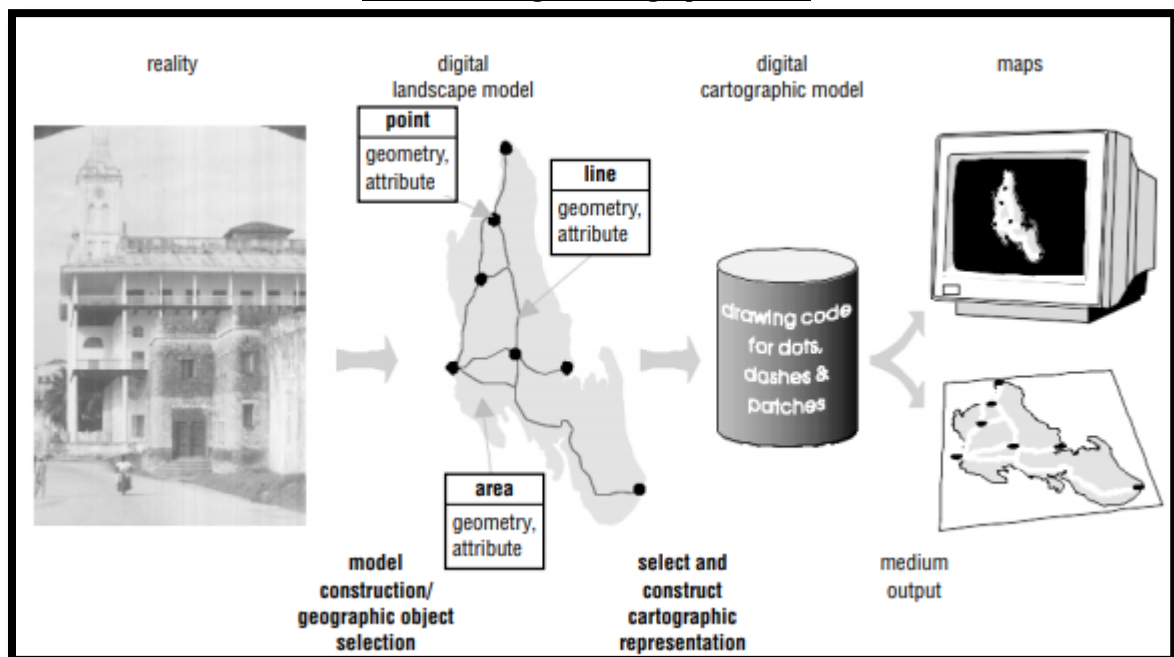 reality
digital
landscape model
digital
cartographic model
maps
point
geometry,
attribute
line
geometry,
attribute
drawing code
for dots,
dashes &
patches
area
geometry,
attribute
model
construction/
geographic object
selection
select and
construct
cartographic
representation
medium
output